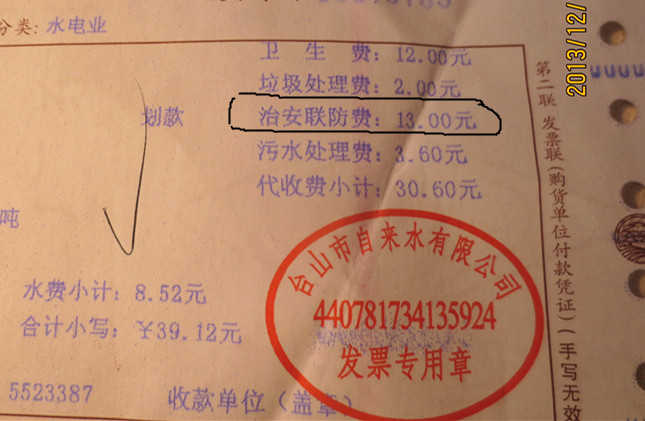 分类: 水电业
卫 生 费: 12.00元
垃圾处理费: 2.00元
划款
治安联防费: 13.00元
污水处理费: 3.60元
代收费小计: 30.60元
吨
水费小计: 8.52元
合计小写: ¥39.12元
5523387
收款单位 (盖章)
台山市自来水有限公司
440781734135924
发票专用章
第二联 发票联(购货单位付款凭证)(手写无效
2013/12/